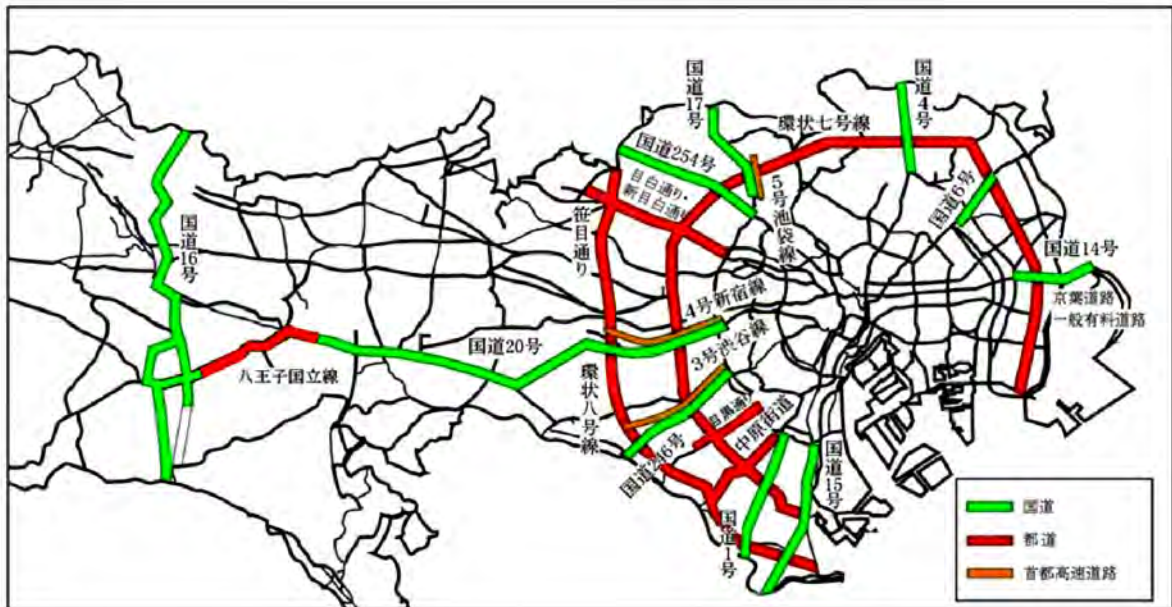 国道17号
国道4号
環状七号線
国道254号
目白通り・
新目白通り
5号池袋線
国道6号
笹目通り
国道14号
京葉道路
一般有料道路
国道16号
4号新宿線
国道20号
3号渋谷線
八王子国立線
環状八号線
目黒通り
中原街道
国道246号
国道15号
国道1号
国道
都道
首都高速道路